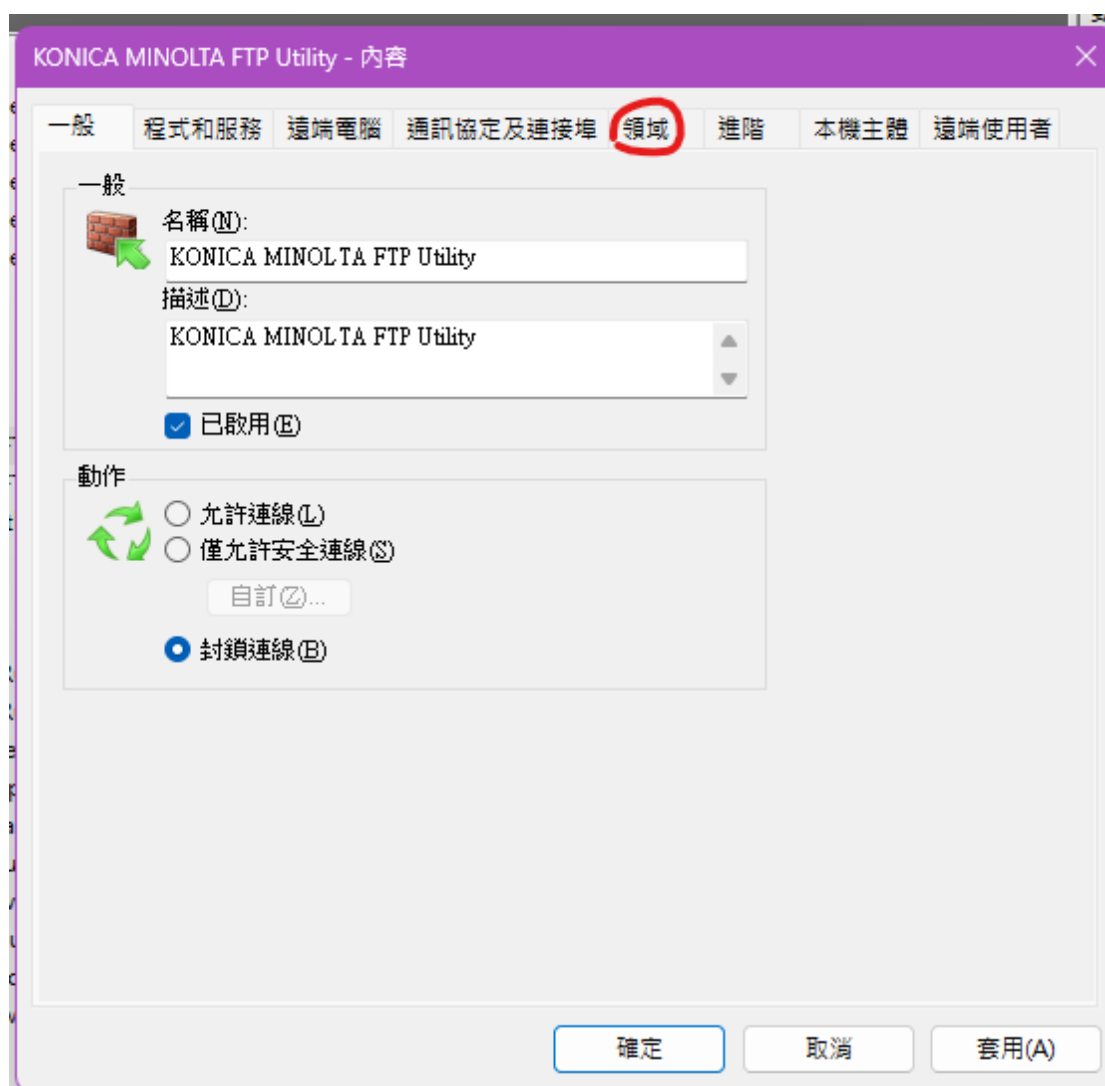 KONICA MINOLTA FTP Utility - 內容
一般 程式和服務 遠端電腦 通訊協定及連接埠 領域 進階 本機主體 遠端使用者
一般
名稱(N):
KONICA MINOLTA FTP Utility
描述(D):
KONICA MINOLTA FTP Utility
已啟用(E)
動作
允許連線(L)
僅允許安全連線(S)
自訂(Z)...
封鎖連線(B)
確定 取消 套用(A)